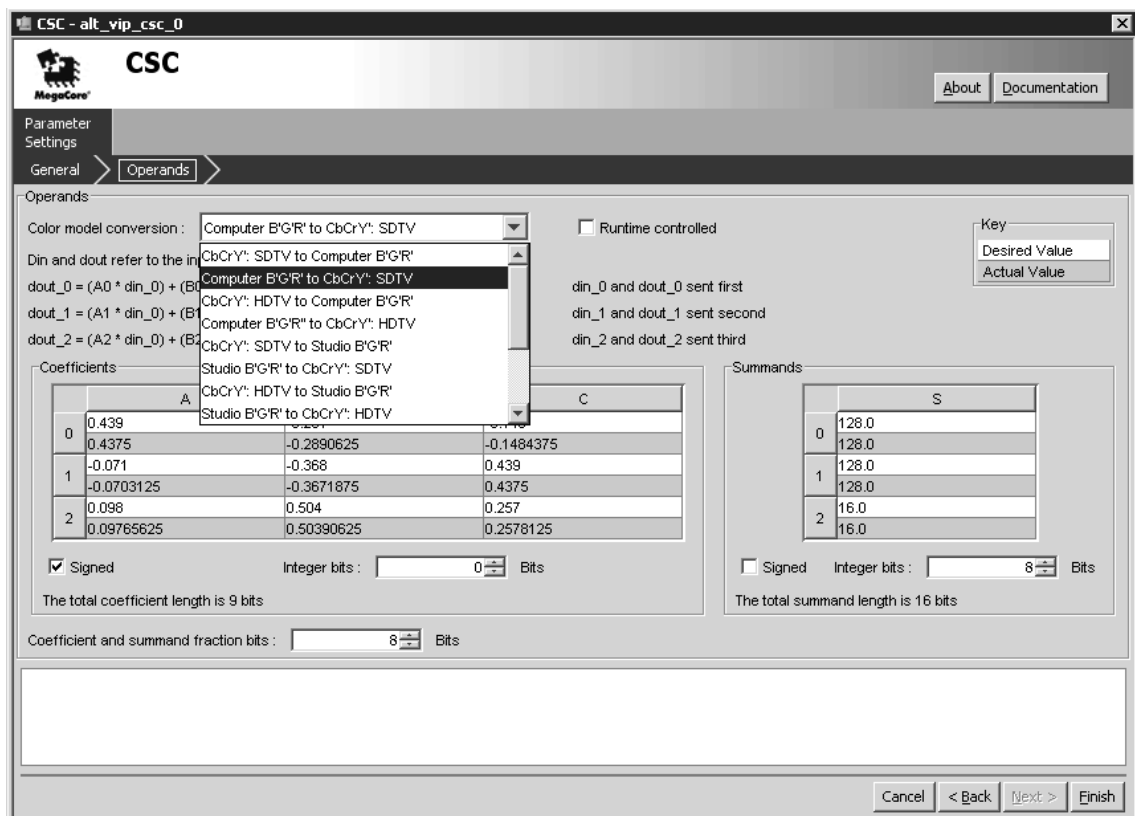 CSC - alt_vip_csc_0
CSC
MegaCore®
About Documentation
Parameter
Settings
General Operands
Operands
Color model conversion : Computer B'G'R' to CbCrY': SDTV Runtime controlled
Key
Desired Value
Actual Value
CbCrY': SDTV to Computer B'G'R'
Computer B'G'R' to CbCrY': SDTV
CbCrY': HDTV to Computer B'G'R'
Computer B'G'R'' to CbCrY': HDTV
CbCrY': SDTV to Studio B'G'R'
Studio B'G'R' to CbCrY': SDTV
CbCrY': HDTV to Studio B'G'R'
Studio B'G'R' to CbCrY': HDTV
Din and dout refer to the
dout_0 = (A0 * din_0) + din_0 and dout_0 sent first
dout_1 = (A1 * din_0) + din_1 and dout_1 sent second
dout_2 = (A2 * din_0) + din_2 and dout_2 sent third
Coefficients
A C
0 0.439
0.4375 -0.2890625 -0.1484375
1 -0.071 -0.368 0.439
-0.0703125 -0.3671875 0.4375
2 0.098 0.504 0.257
0.09765625 0.50390625 0.2578125
Signed Integer bits : 0 Bits
The total coefficient length is 9 bits
Summands
S
0 128.0
128.0
1 128.0
128.0
2 16.0
16.0
Signed Integer bits : 8 Bits
The total summand length is 16 bits
Coefficient and summand fraction bits : 8 Bits
Cancel < Back Next > Finish